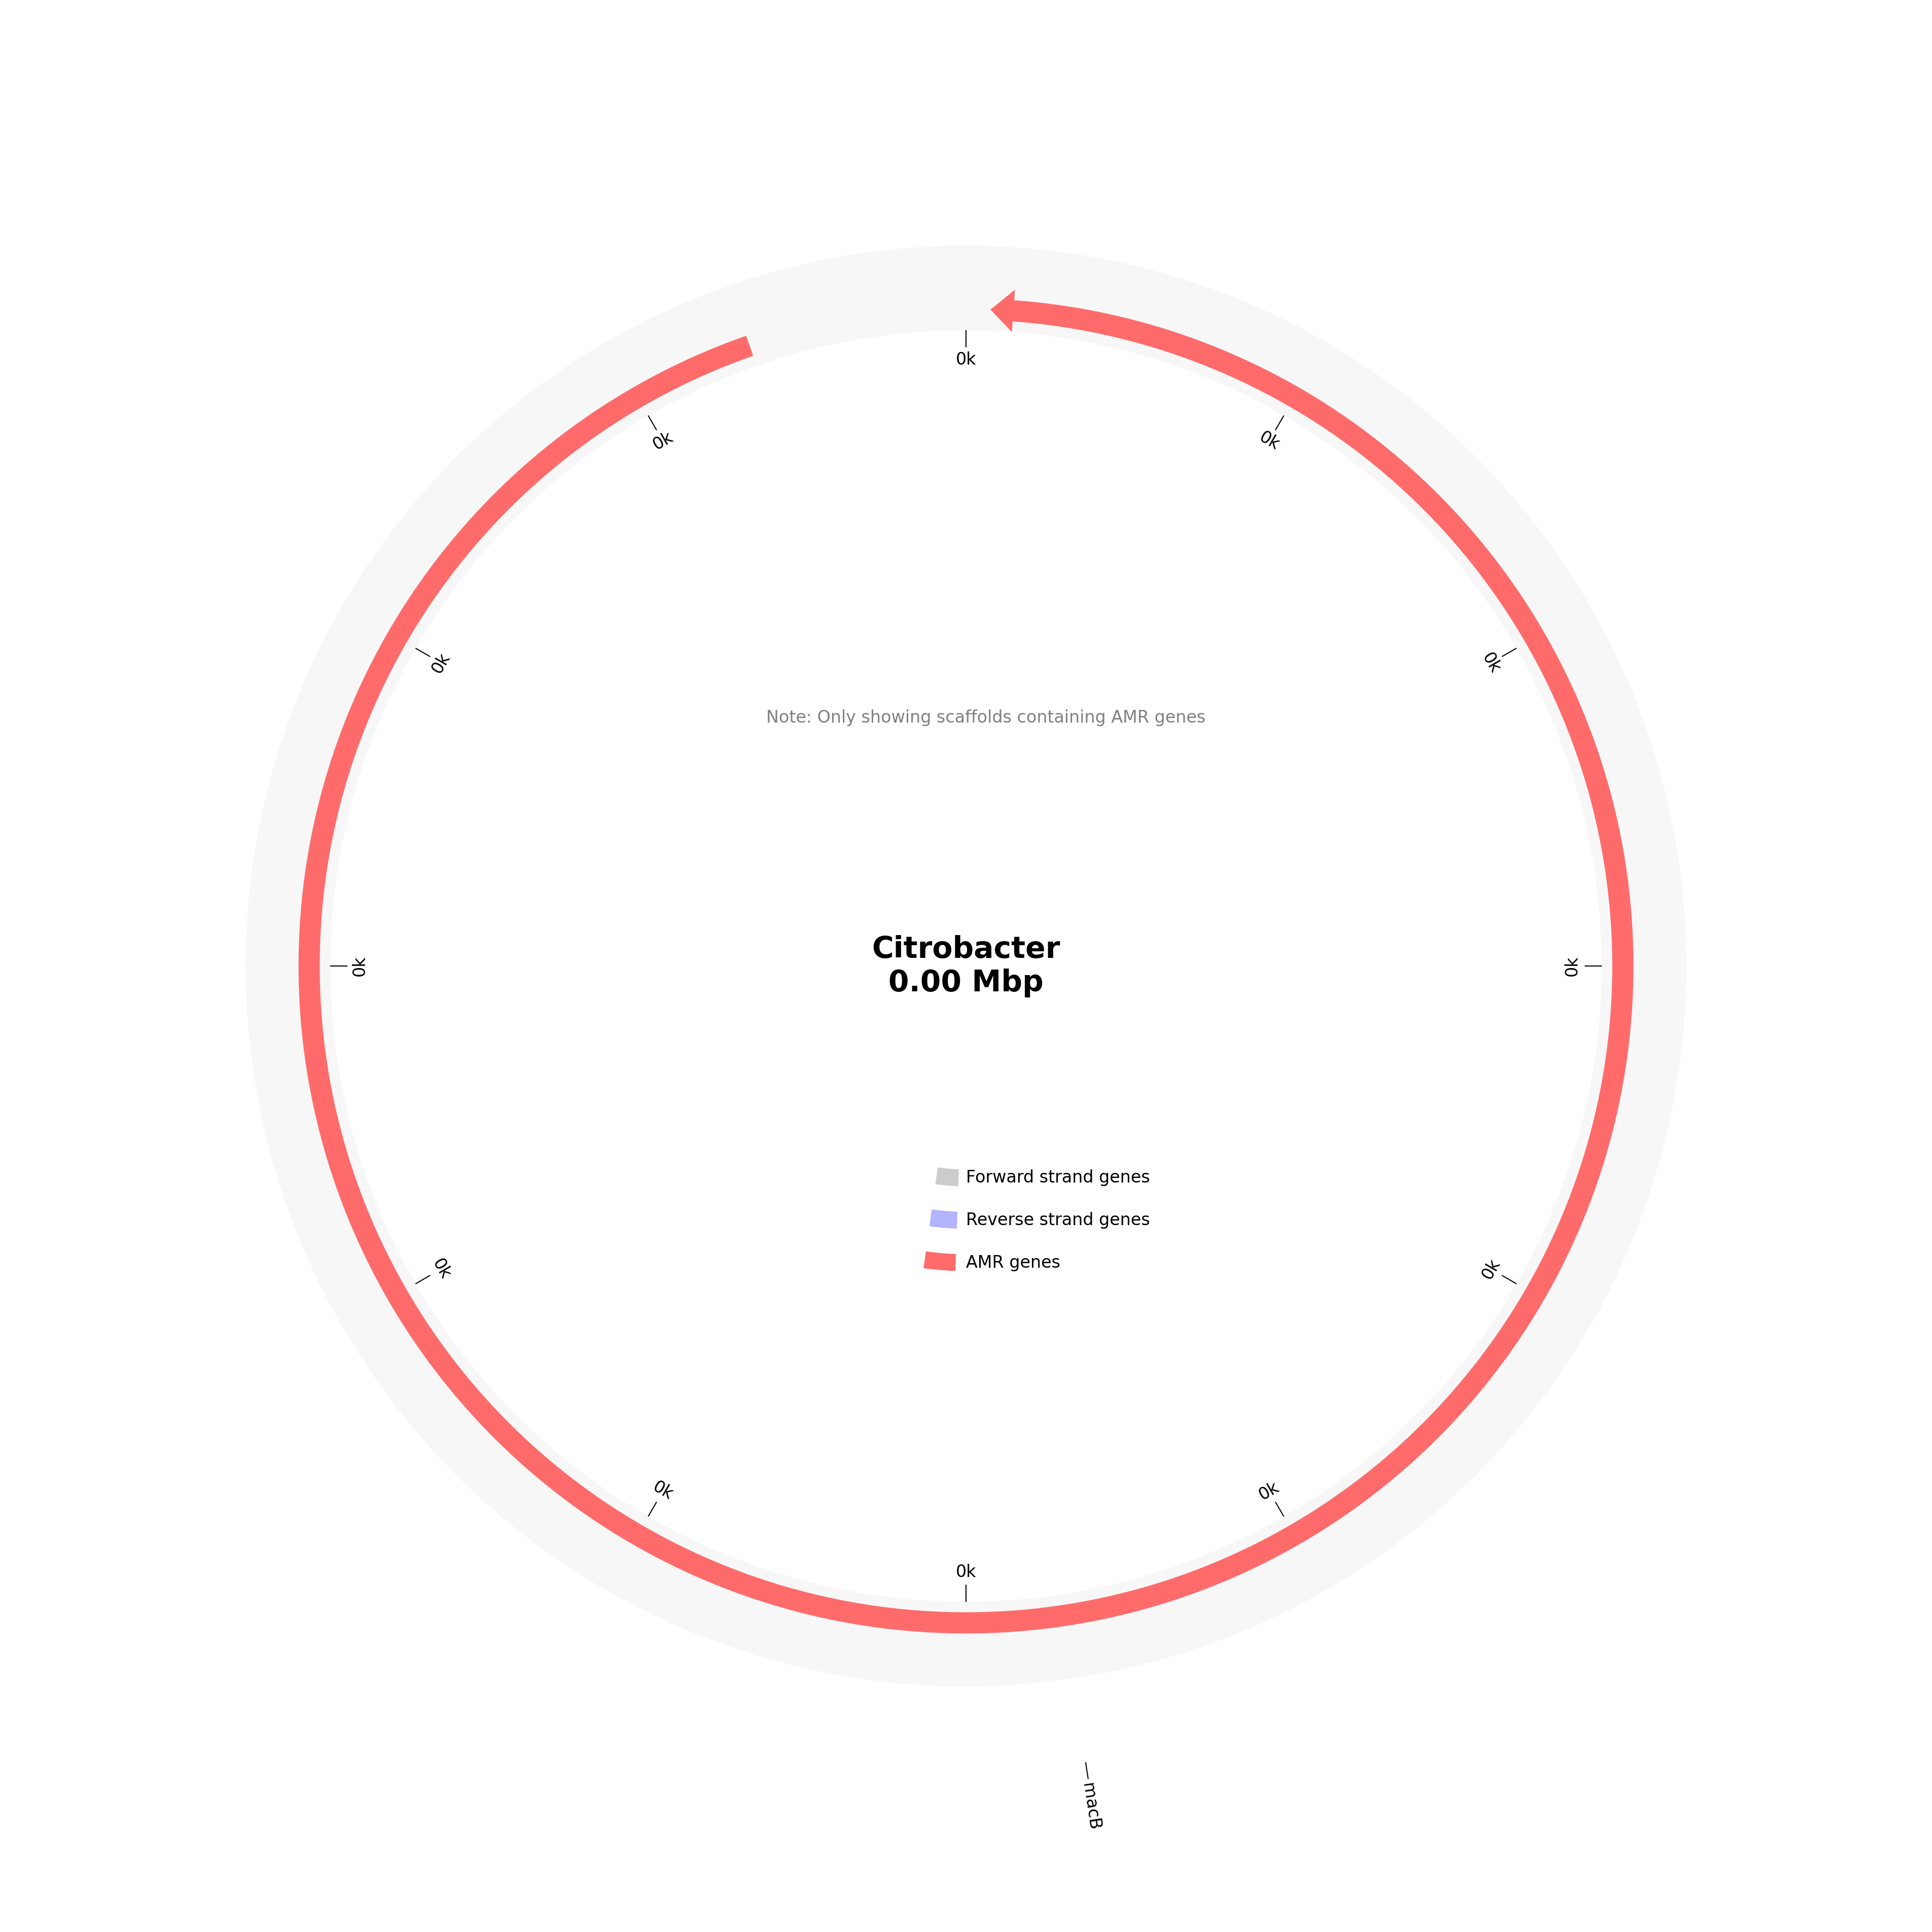 0k
0k
0k
0k
0k
0k
0k
0k
Note: Only showing scaffolds containing AMR genes
Citrobacter
0.00 Mbp
Forward strand genes
Reverse strand genes
AMR genes
0k
0k
0k
0k
macB